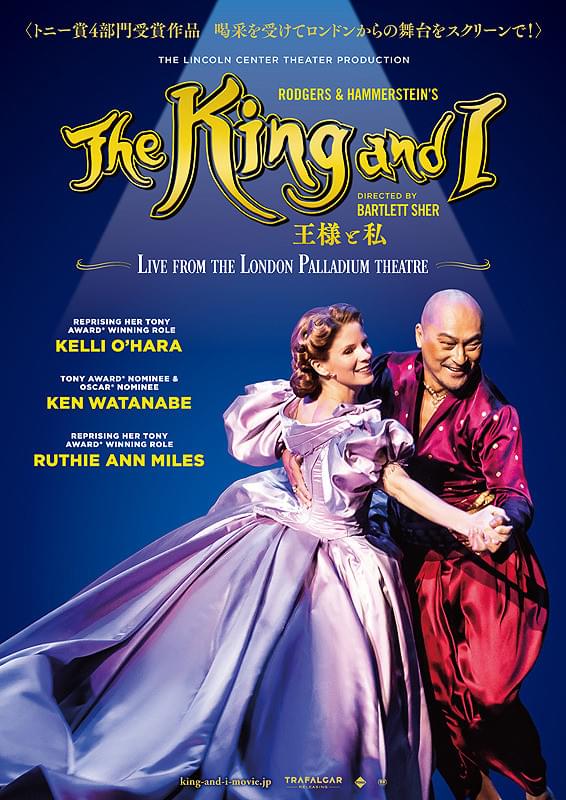 〈トニー賞4部門受賞作品 喝采を受けてロンドンからの舞台をスクリーンで!〉
THE LINCOLN CENTER THEATER PRODUCTION
RODGERS & HAMMERSTEIN'S
The King and I
DIRECTED BY
BARTLETT SHER
王様と私
LIVE FROM THE LONDON PALLADIUM THEATRE
REPRISING HER TONY
AWARD® WINNING ROLE
KELLI O'HARA
TONY AWARD® NOMINEE &
OSCAR® NOMINEE
KEN WATANABE
REPRISING HER TONY
AWARD® WINNING ROLE
RUTHIE ANN MILES
king-and-i-movie.jp
TRAFALGAR
RELEASING